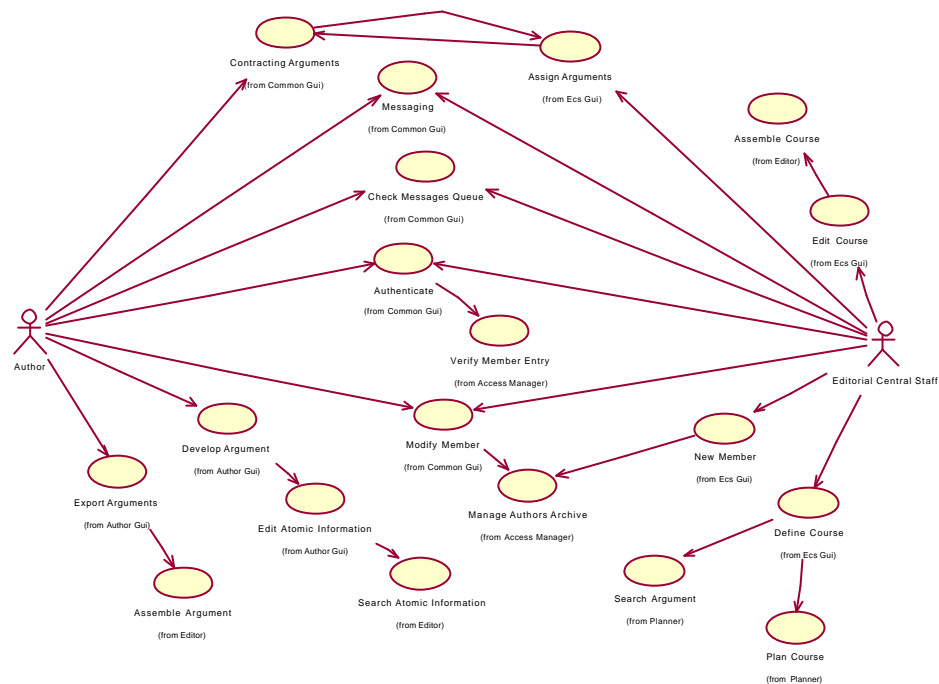 Contracting Arguments
(from Common Gui)
Assign Arguments
(from Ecs Gui)
Messaging
(from Common Gui)
Assemble Course
(from Editor)
Check Messages Queue
(from Common Gui)
Edit Course
(from Ecs Gui)
Authenticate
(from Common Gui)
Verify Member Entry
(from Access Manager)
Author
Editorial Central Staff
Modify Member
(from Common Gui)
Develop Argument
(from Author Gui)
New Member
(from Ecs Gui)
Export Arguments
(from Author Gui)
Manage Authors Archive
(from Access Manager)
Edit Atomic Information
(from Author Gui)
Define Course
(from Ecs Gui)
Search Argument
(from Planner)
Search Atomic Information
(from Editor)
Assemble Argument
(from Editor)
Plan Course
(from Planner)